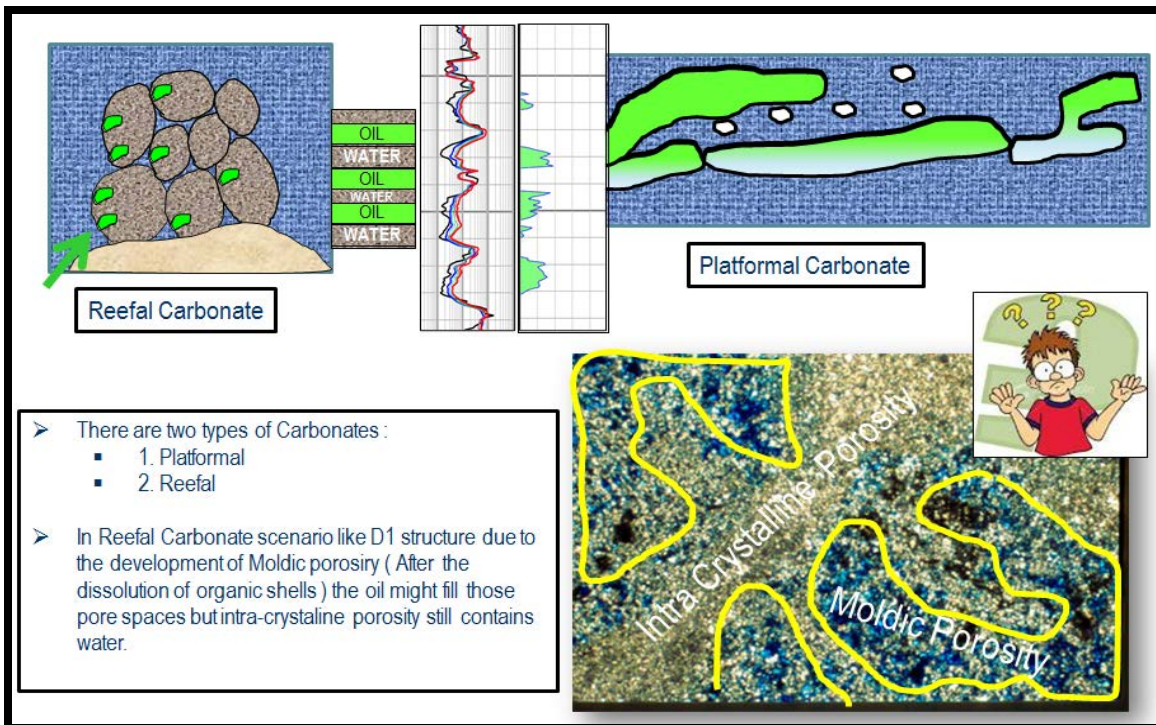 OIL
WATER
OIL
WATER
OIL
WATER
Reefal Carbonate
Platformal Carbonate
? ? ?
➢ There are two types of Carbonates :
▪ 1. Platformal
▪ 2. Reefal
➢ In Reefal Carbonate scenario like D1 structure due to
the development of Moldic porosiry ( After the
dissolution of organic shells ) the oil might fill those
pore spaces but intra-crystaline porosity still contains
water.
Intra Crystalline Porosity
Moldic Porosity